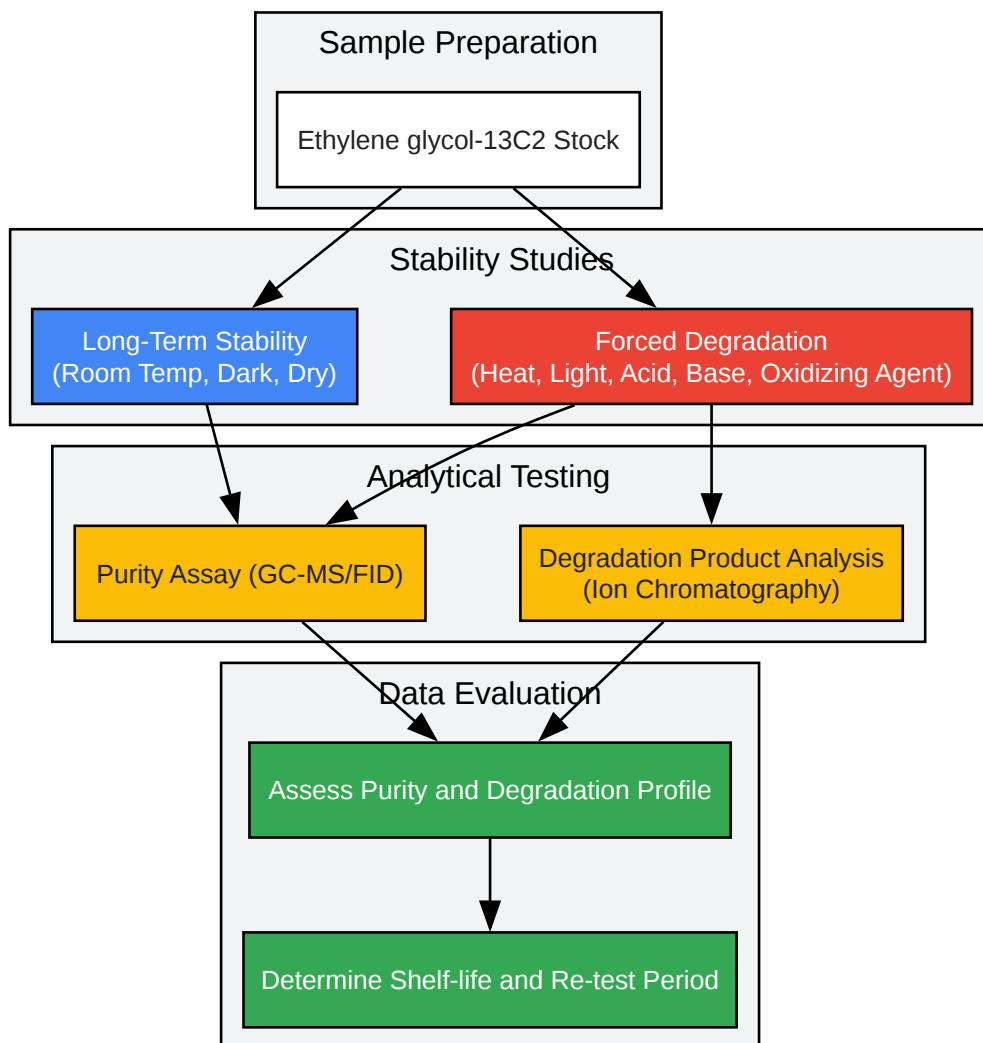 Sample Preparation
Ethylene glycol-13C2 Stock
Stability Studies
Long-Term Stability
(Room Temp, Dark, Dry)
Forced Degradation
(Heat, Light, Acid, Base, Oxidizing Agent)
Analytical Testing
Purity Assay (GC-MS/FID)
Degradation Product Analysis
(Ion Chromatography)
Data Evaluation
Assess Purity and Degradation Profile
Determine Shelf-life and Re-test Period